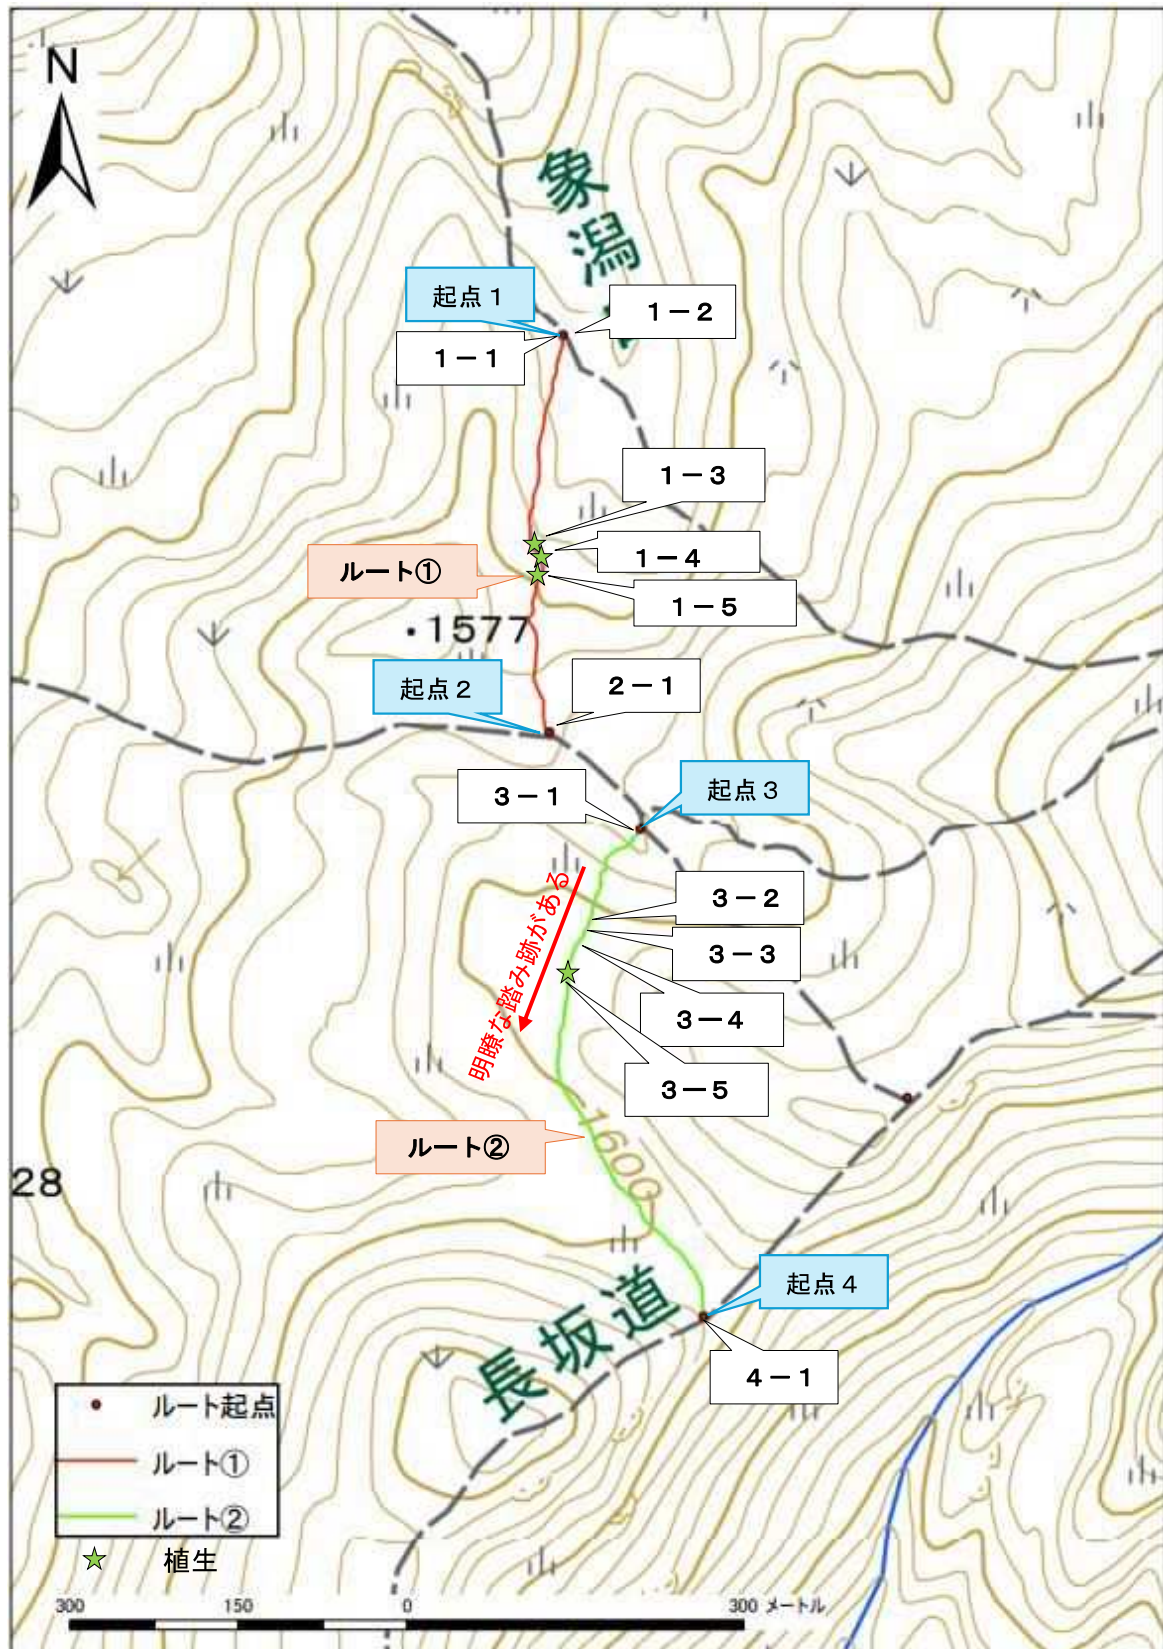 N
象潟
起点１
１－２
１－１
１－３
１－４
ルート①
１－５
・1577
２－１
起点２
起点３
３－１
３－２
３－３
明瞭な踏み跡がある
３－４
３－５
ルート②
1600
28
起点４
長坂道
４－１
ルート起点
ルート①
ルート②
植生
300 150 0 300 メートル